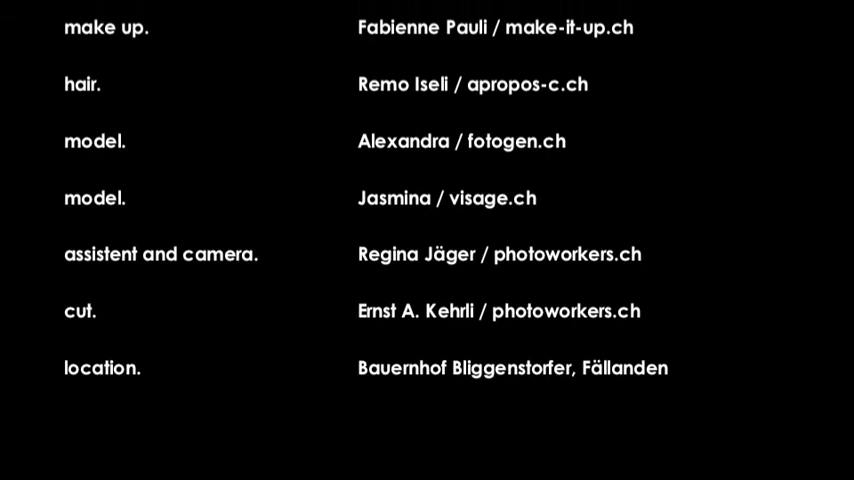 make up. Fabienne Pauli / make-it-up.ch
hair. Remo Iseli / apropos-c.ch
model. Alexandra / fotogen.ch
model. Jasmina / visage.ch
assistent and camera. Regina Jäger / photoworkers.ch
cut. Ernst A. Kehrli / photoworkers.ch
location. Bauernhof Bliggenstorfer, Fällanden